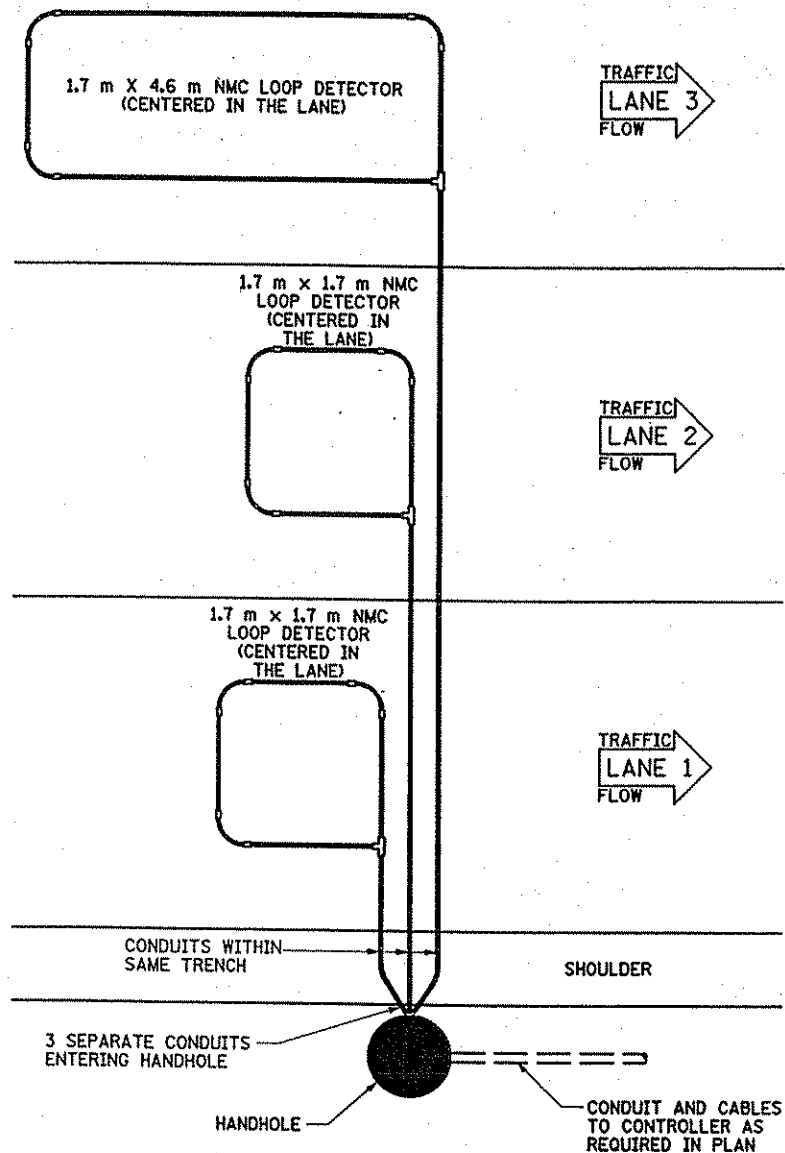 1.7 m X 4.6 m NMC LOOP DETECTOR
(CENTERED IN THE LANE)
TRAFFIC
LANE 3
FLOW
1.7 m x 1.7 m NMC
LOOP DETECTOR
(CENTERED IN
THE LANE)
TRAFFIC
LANE 2
FLOW
1.7 m x 1.7 m NMC
LOOP DETECTOR
(CENTERED IN
THE LANE)
TRAFFIC
LANE 1
FLOW
CONDUITS WITHIN
SAME TRENCH
SHOULDER
3 SEPARATE CONDUITS
ENTERING HANDHOLE
HANDHOLE
CONDUIT AND CABLES
TO CONTROLLER AS
REQUIRED IN PLAN